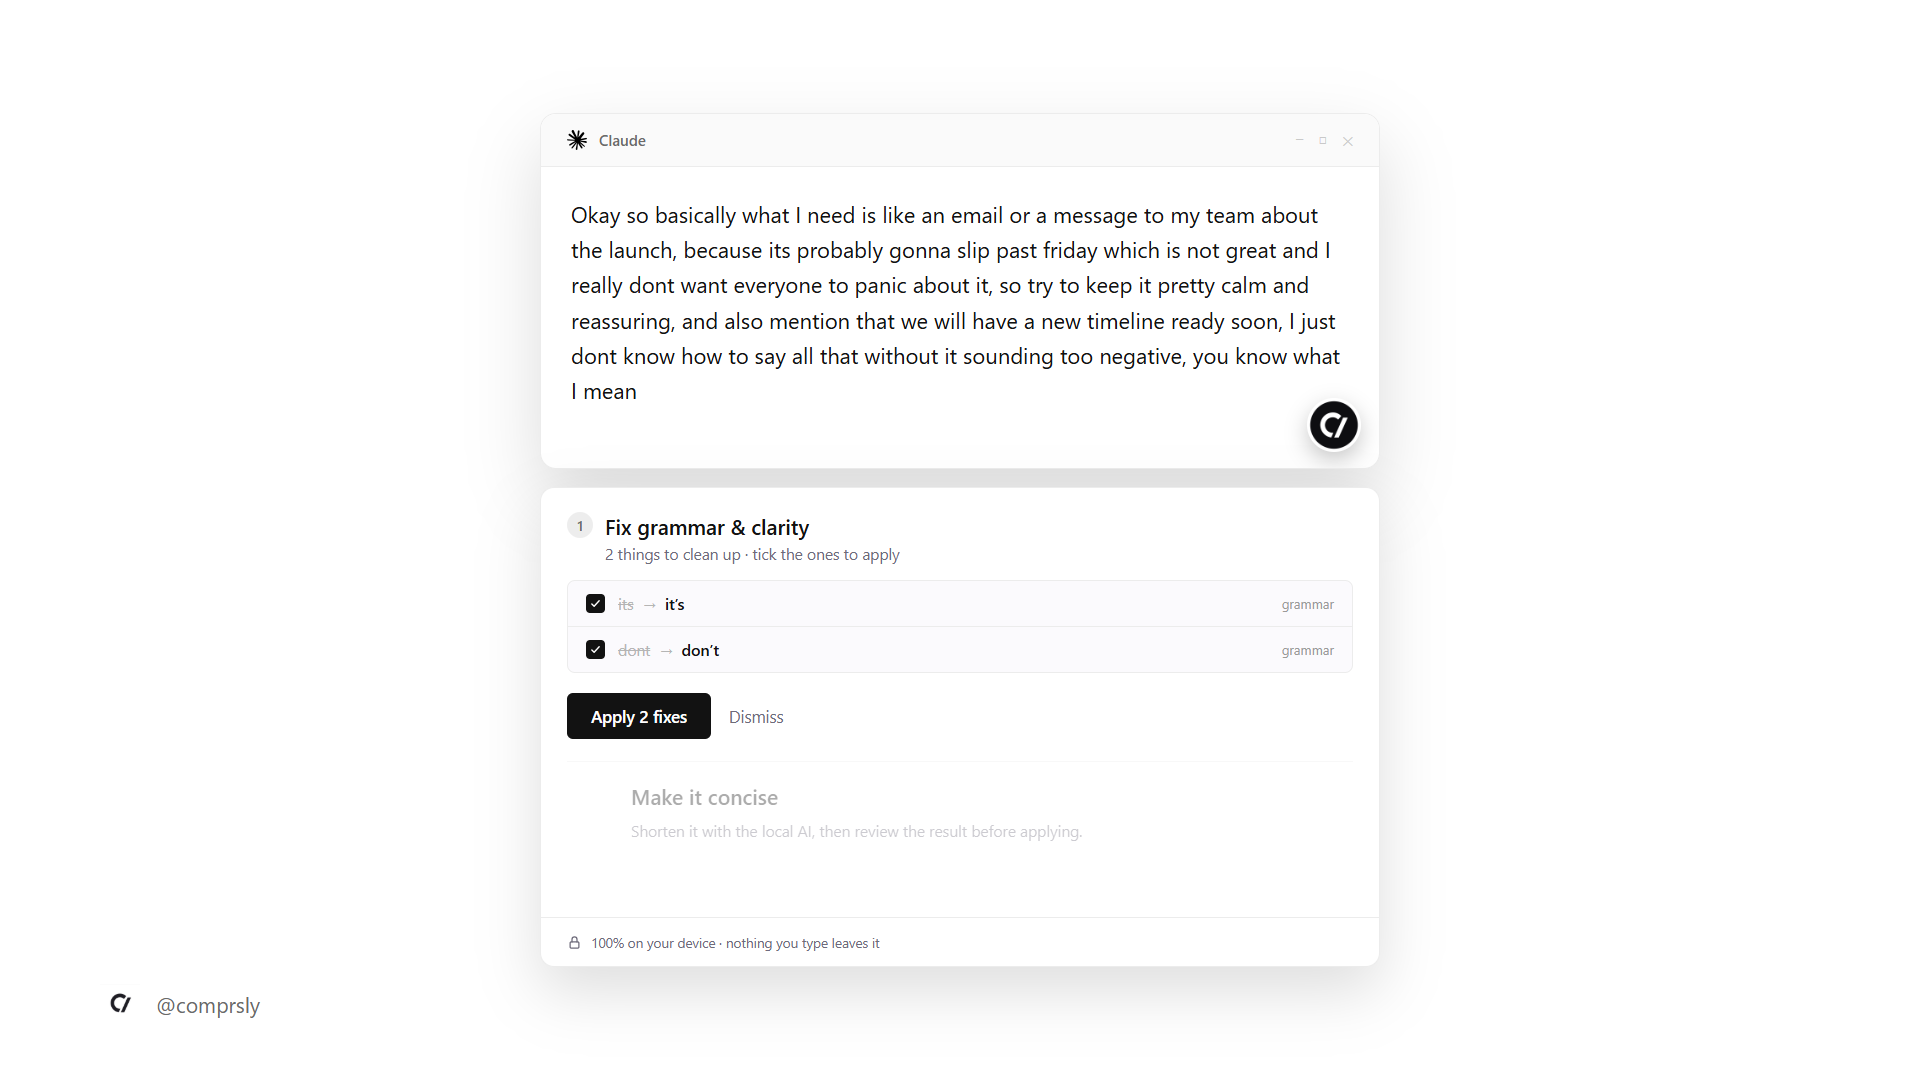 Claude
Okay so basically what I need is like an email or a message to my team about
the launch, because its probably gonna slip past friday which is not great and I
really dont want everyone to panic about it, so try to keep it pretty calm and
reassuring, and also mention that we will have a new timeline ready soon, I just
dont know how to say all that without it sounding too negative, you know what
I mean
1 Fix grammar & clarity
2 things to clean up · tick the ones to apply
its → it's grammar
dont → don't grammar
Apply 2 fixes Dismiss
Make it concise
Shorten it with the local AI, then review the result before applying.
100% on your device · nothing you type leaves it
@comprsly